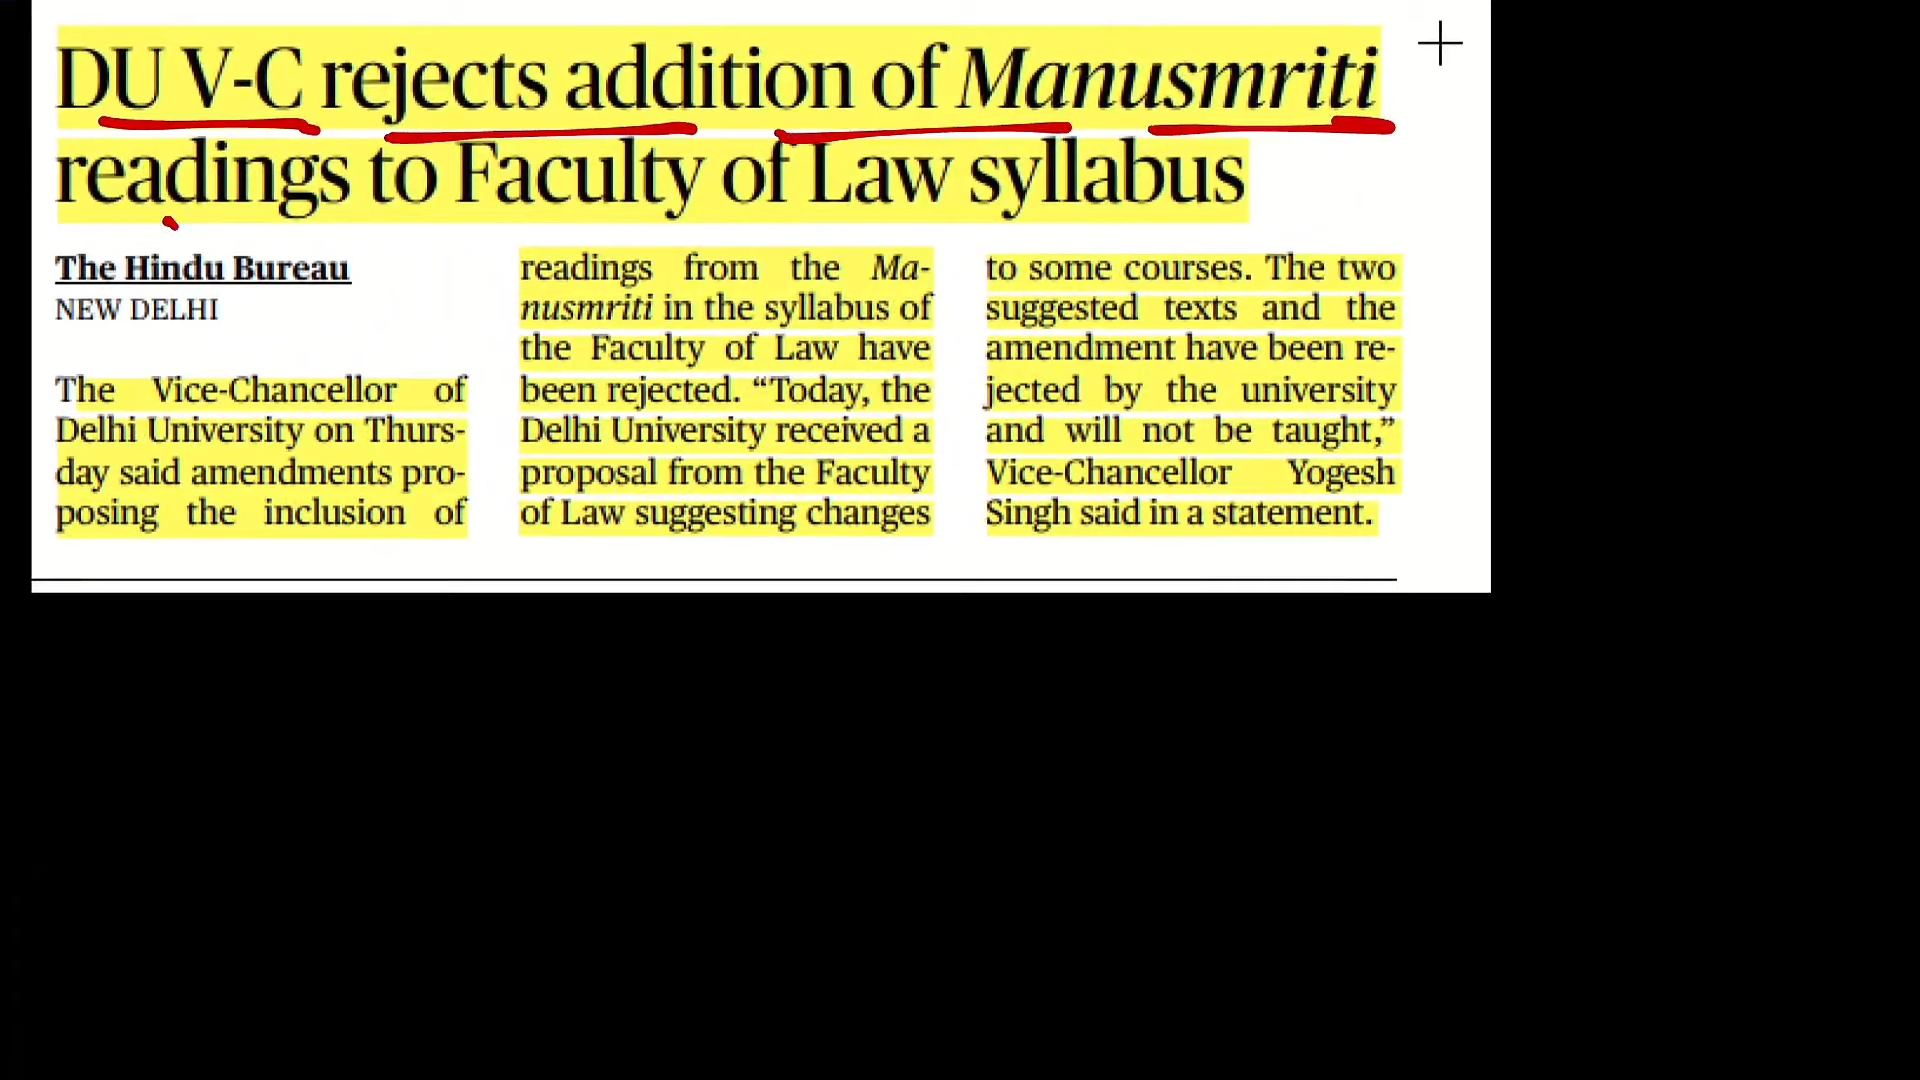 DU V-C rejects addition of Manusmriti
readings to Faculty of Law syllabus
The Hindu Bureau
NEW DELHI
The Vice-Chancellor of
Delhi University on Thurs-
day said amendments pro-
posing the inclusion of
readings from the Ma-
nusmriti in the syllabus of
the Faculty of Law have
been rejected. “Today, the
Delhi University received a
proposal from the Faculty
of Law suggesting changes
to some courses. The two
suggested texts and the
amendment have been re-
jected by the university
and will not be taught,”
Vice-Chancellor Yogesh
Singh said in a statement.